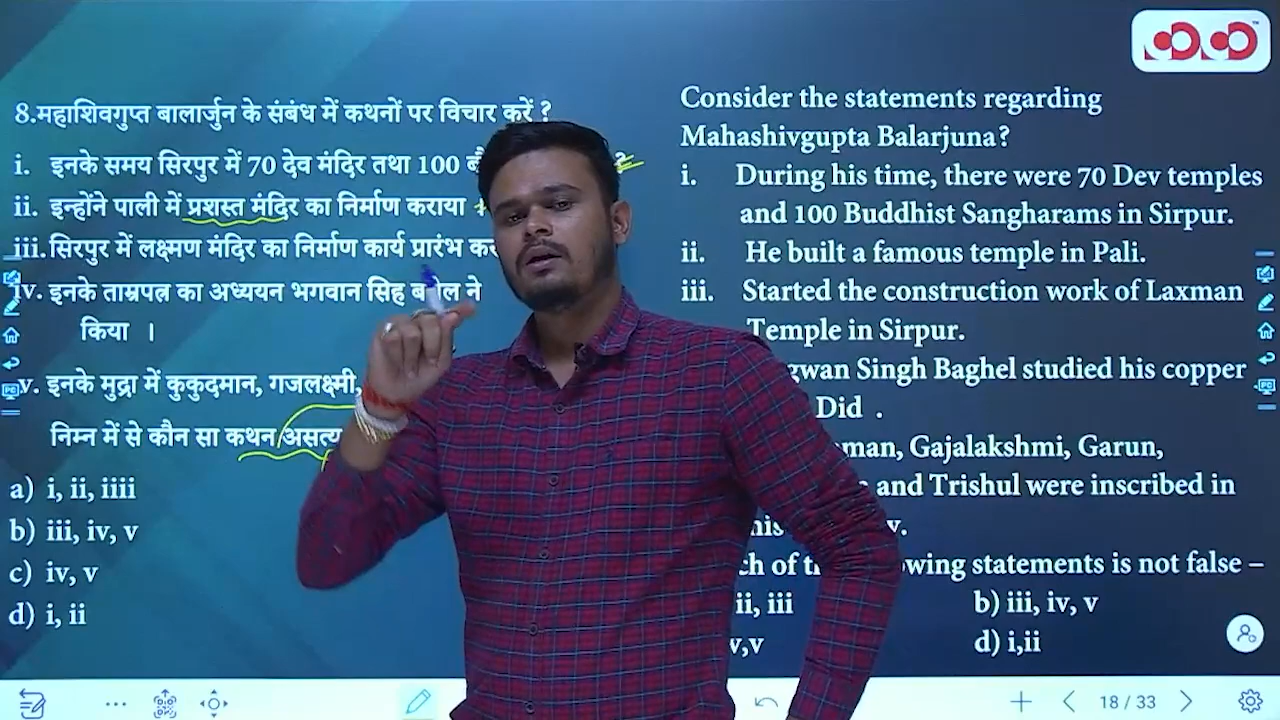 8.महाशिवगुप्त बालार्जुन के संबंध में कथनों पर विचार करें ?
i. इनके समय सिरपुर में 70 देव मंदिर तथा 100
ii. इन्होंने पाली में प्रशस्त मंदिर का निर्माण कराया
iii. सिरपुर में लक्ष्मण मंदिर का निर्माण कार्य प्रारंभ
iv. इनके ताम्रपत्र का अध्ययन भगवान सिह ने
किया ।
v. इनके मुद्रा में कुकुदमान, गजलक्ष्मी,
निम्न में से कौन सा कथन असत्य
a) i, ii, iiii
b) iii, iv, v
c) iv, v
d) i, ii
Consider the statements regarding
Mahashivgupta Balarjuna?
i. During his time, there were 70 Dev temples
and 100 Buddhist Sangharams in Sirpur.
ii. He built a famous temple in Pali.
iii. Started the construction work of Laxman
Temple in Sirpur.
Singh Baghel studied his copper
Did .
Gajalakshmi, Garun,
and Trishul were inscribed in
v.
statements is not false –
ii, iii b) iii, iv, v
v,v d) i,ii
18 / 33